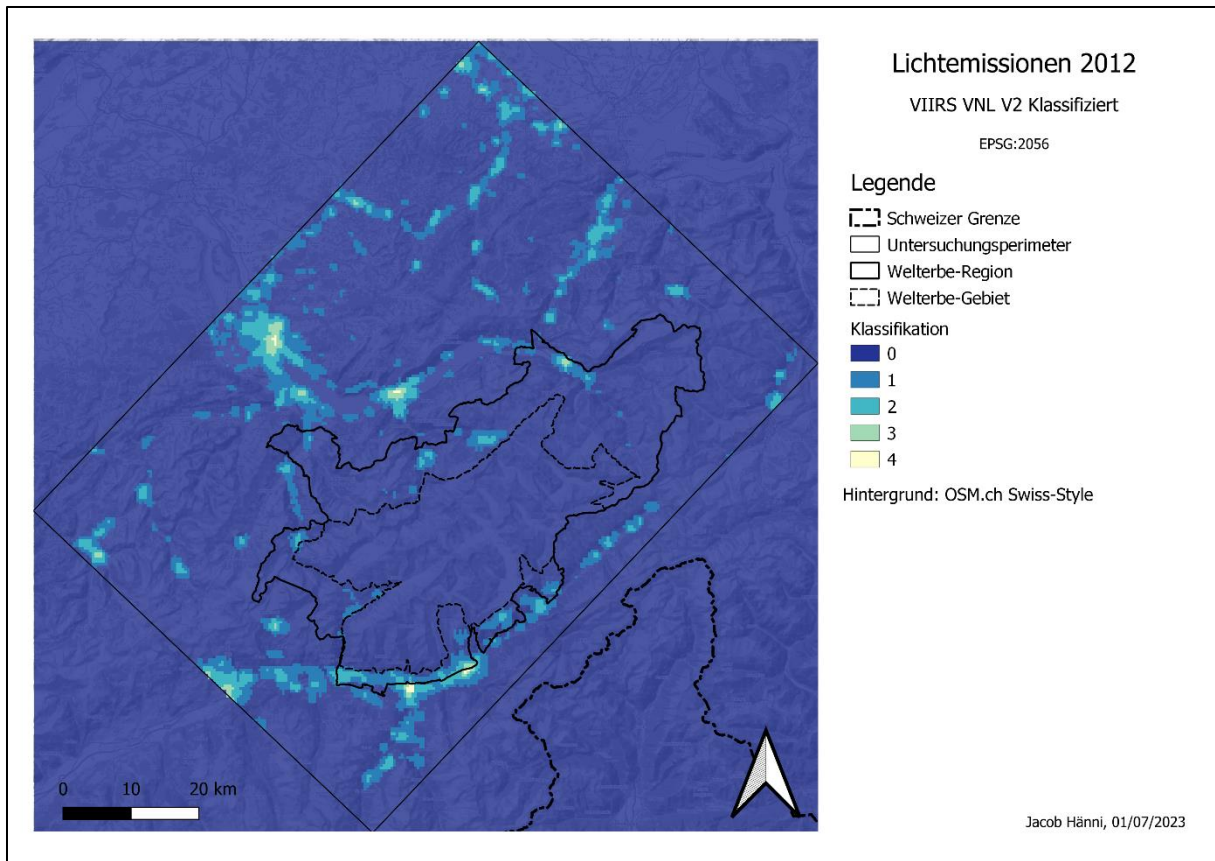 Lichtemissionen 2012
VIIRS VNL V2 Klassifiziert
EPSG:2056
Legende
Schweizer Grenze
Untersuchungsperimeter
Welterbe-Region
Welterbe-Gebiet
Klassifikation
0
1
2
3
4
Hintergrund: OSM.ch Swiss-Style
0 10 20 km
Jacob Hänni, 01/07/2023